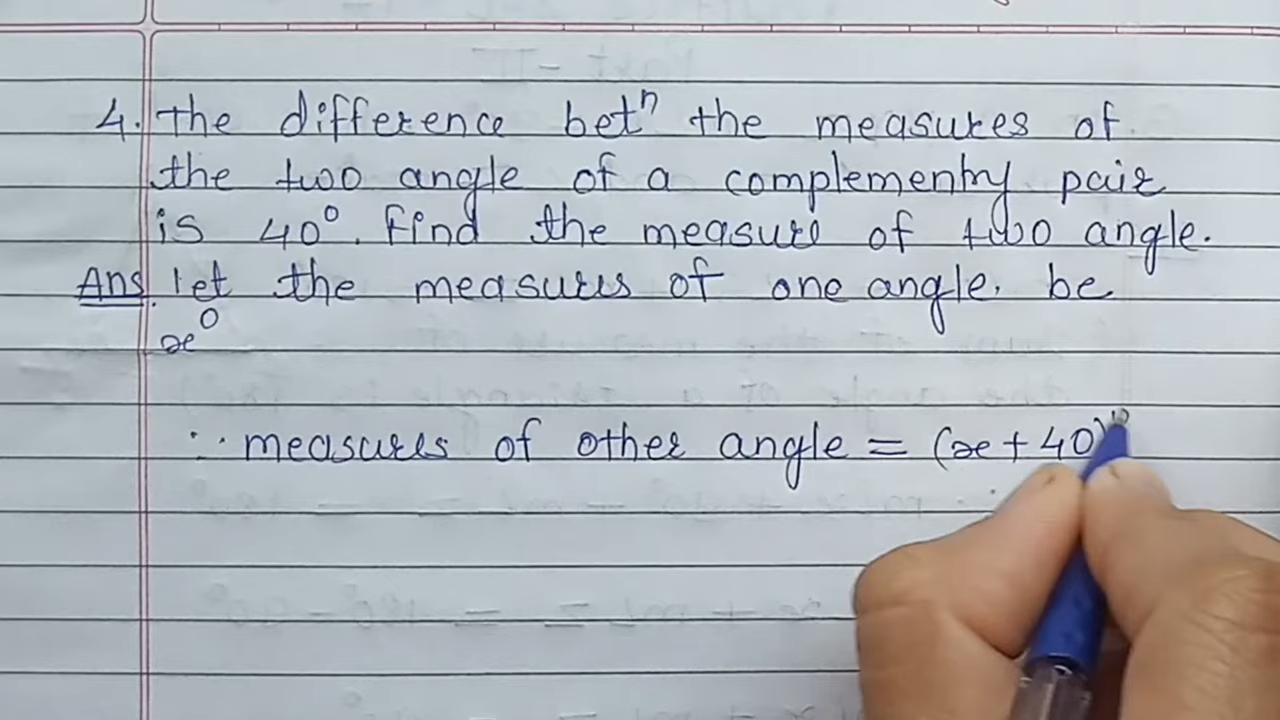 4. The difference betⁿ the measures of
the two angle of a complementry pair
is 40°. Find the measure of two angle.
Ans. let the measures of one angle. be
x°
∴ measures of other angle = (x + 40)°